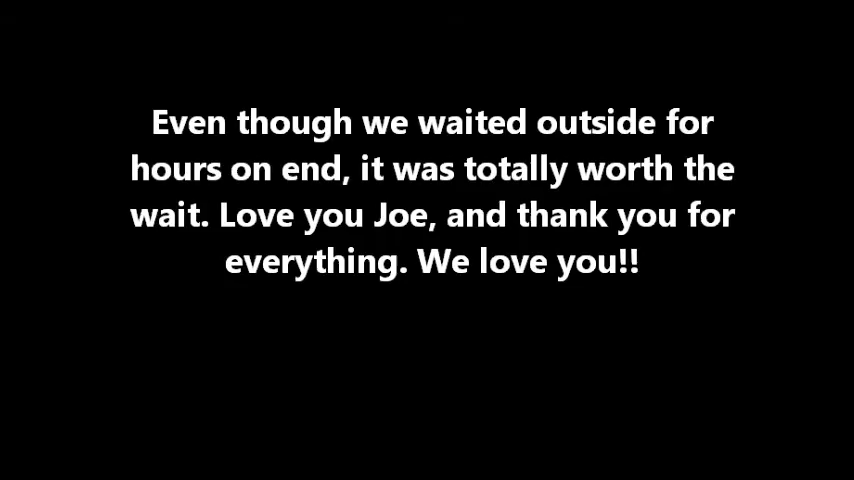 Even though we waited outside for
hours on end, it was totally worth the
wait. Love you Joe, and thank you for
everything. We love you!!